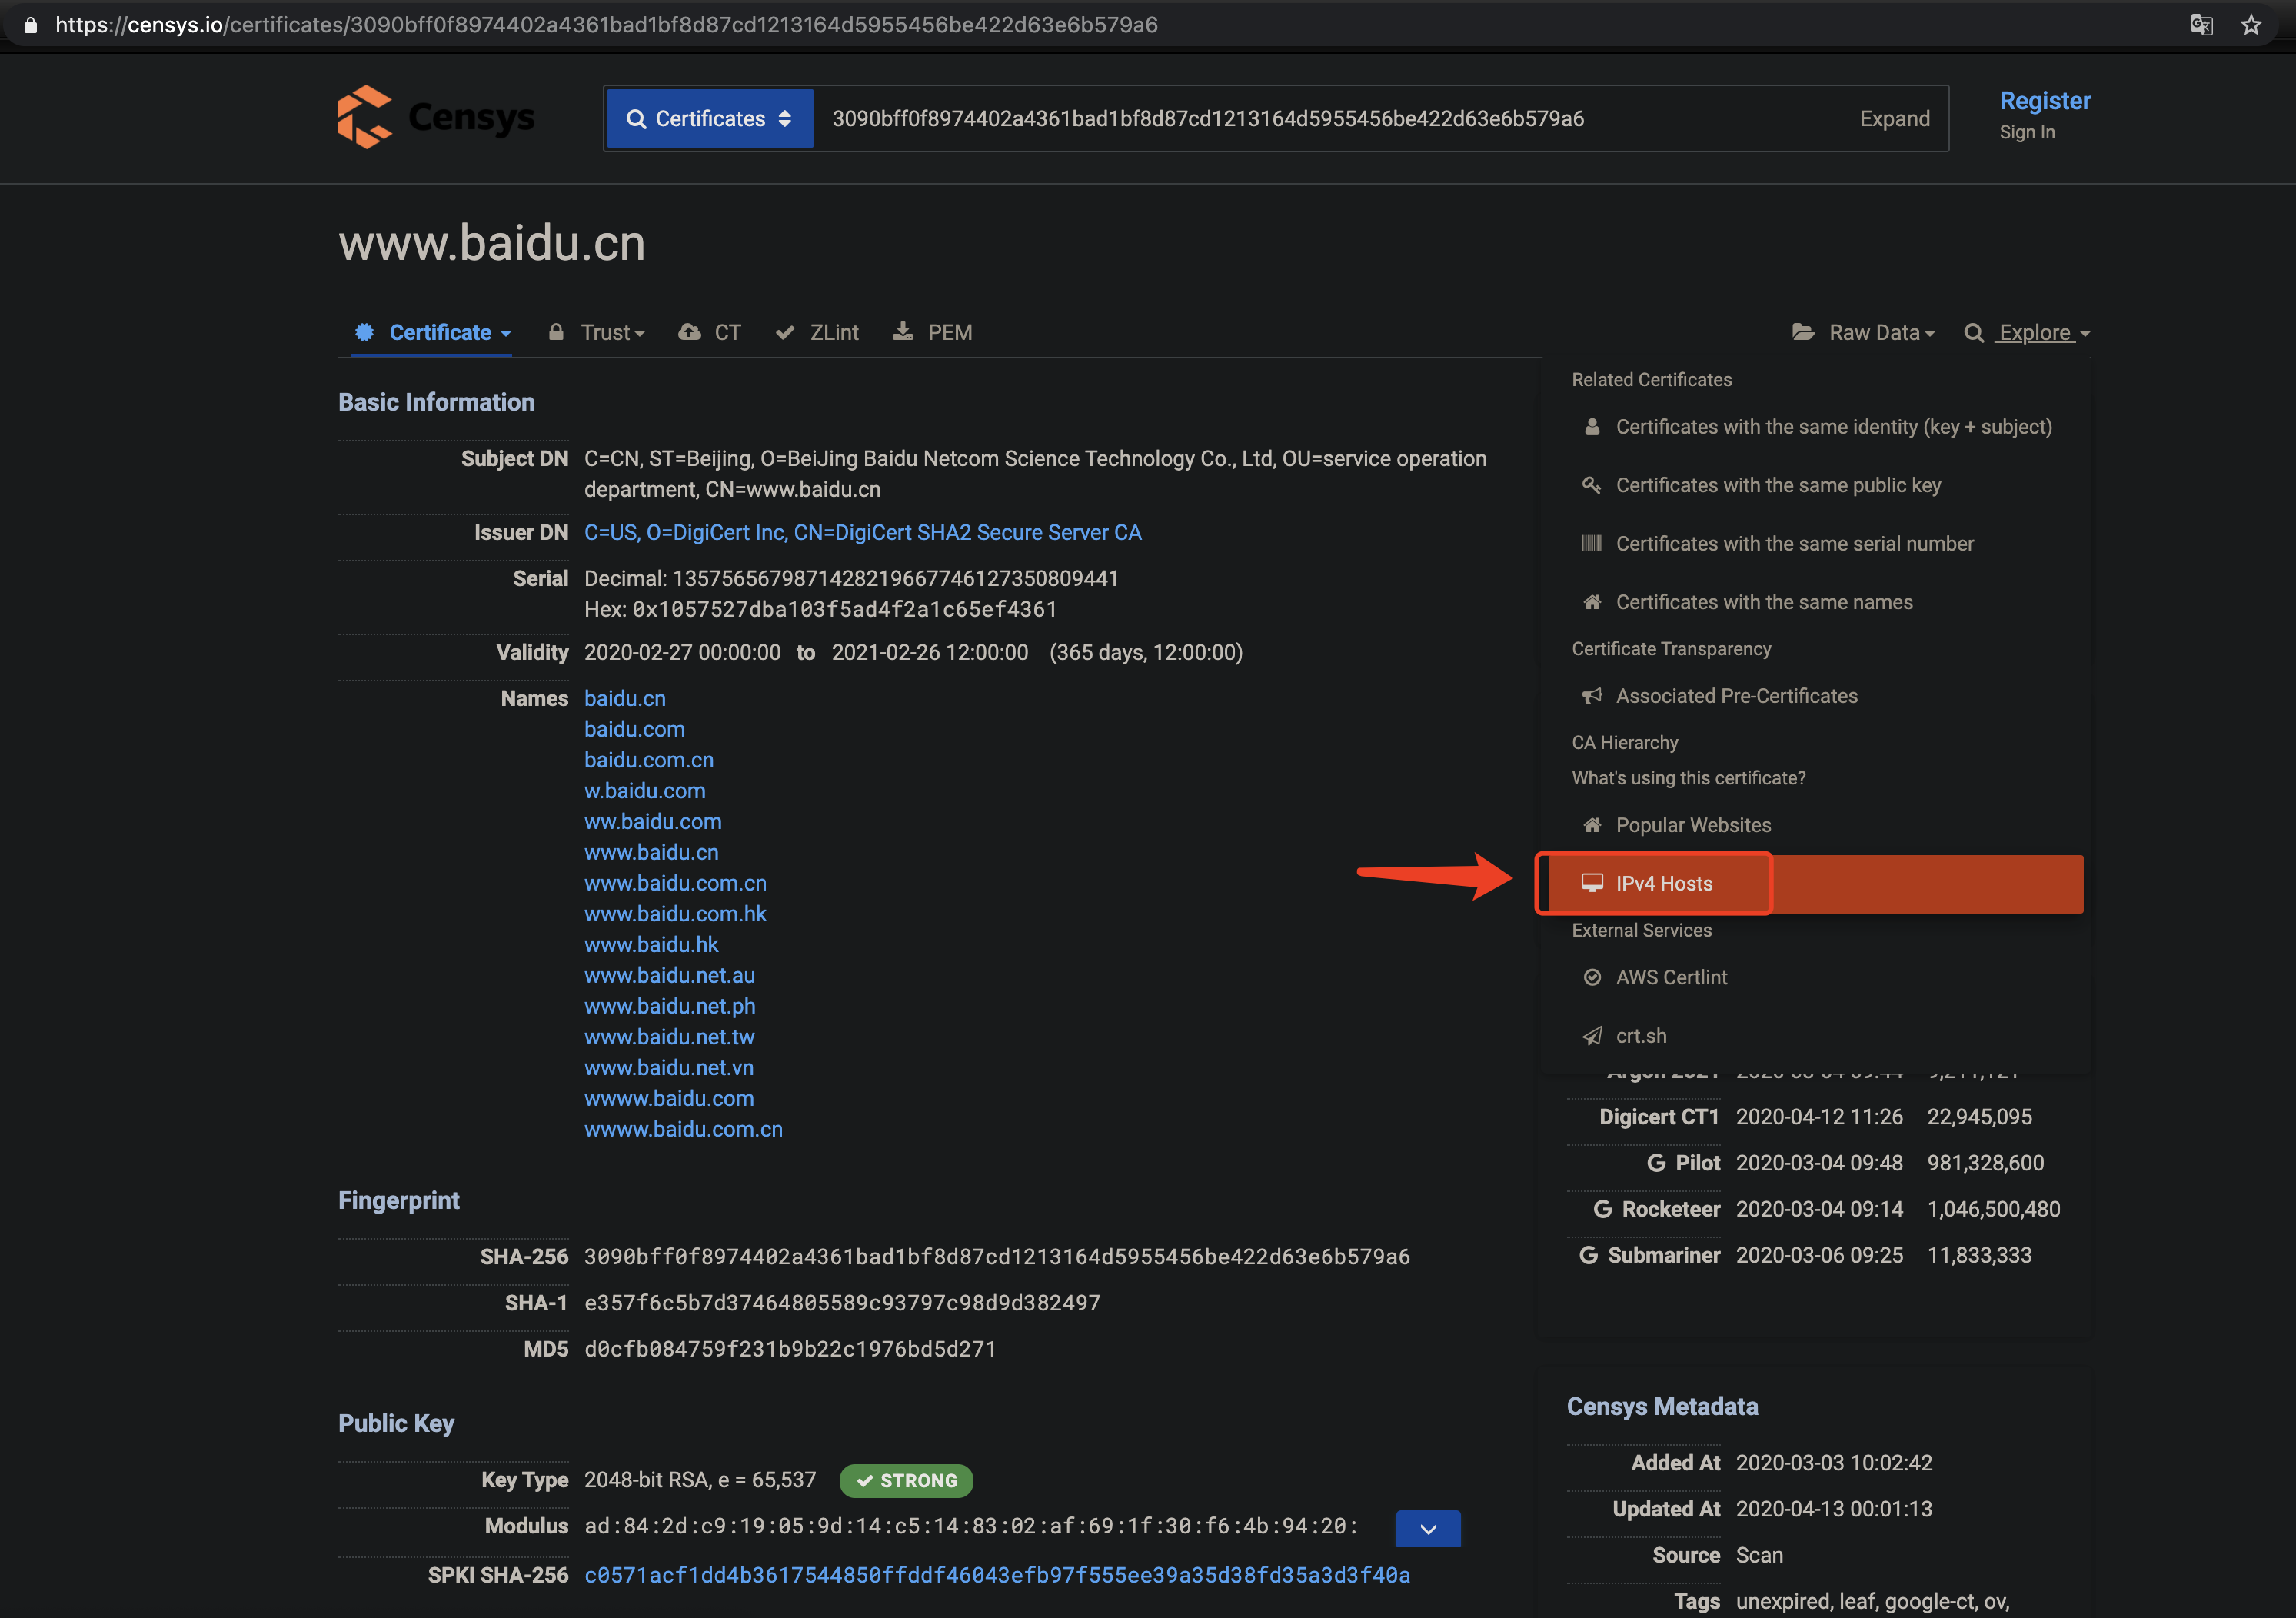 https://censys.io/certificates/3090bff0f8974402a4361bad1bf8d87cd1213164d5955456be422d63e6b579a6
Censys
Certificates
3090bff0f8974402a4361bad1bf8d87cd1213164d5955456be422d63e6b579a6
Expand
Register
Sign In
www.baidu.cn
Certificate
Trust
CT
ZLint
PEM
Raw Data
Explore
Basic Information
Subject DN C=CN, ST=Beijing, O=BeiJing Baidu Netcom Science Technology Co., Ltd, OU=service operation
department, CN=www.baidu.cn
Issuer DN C=US, O=DigiCert Inc, CN=DigiCert SHA2 Secure Server CA
Serial Decimal: 1357565679871428219667746127350809441
Hex: 0x1057527dba103f5ad4f2a1c65ef4361
Validity 2020-02-27 00:00:00 to 2021-02-26 12:00:00 (365 days, 12:00:00)
Names baidu.cn
baidu.com
baidu.com.cn
w.baidu.com
ww.baidu.com
www.baidu.cn
www.baidu.com.cn
www.baidu.com.hk
www.baidu.hk
www.baidu.net.au
www.baidu.net.ph
www.baidu.net.tw
www.baidu.net.vn
wwww.baidu.com
wwww.baidu.com.cn
Fingerprint
SHA-256 3090bff0f8974402a4361bad1bf8d87cd1213164d5955456be422d63e6b579a6
SHA-1 e357f6c5b7d37464805589c93797c98d9d382497
MD5 d0cfb084759f231b9b22c1976bd5d271
Public Key
Key Type 2048-bit RSA, e = 65,537 STRONG
Modulus ad:84:2d:c9:19:05:9d:14:c5:14:83:02:af:69:1f:30:f6:4b:94:20:
SPKI SHA-256 c0571acf1dd4b3617544850ffddf46043efb97f555ee39a35d38fd35a3d3f40a
Related Certificates
Certificates with the same identity (key + subject)
Certificates with the same public key
Certificates with the same serial number
Certificates with the same names
Certificate Transparency
Associated Pre-Certificates
CA Hierarchy
What's using this certificate?
Popular Websites
IPv4 Hosts
External Services
AWS Certlint
crt.sh
Digicert CT1 2020-04-12 11:26 22,945,095
Pilot 2020-03-04 09:48 981,328,600
Rocketeer 2020-03-04 09:14 1,046,500,480
Submariner 2020-03-06 09:25 11,833,333
Censys Metadata
Added At 2020-03-03 10:02:42
Updated At 2020-04-13 00:01:13
Source Scan
Tags unexpired, leaf, google-ct, ov,